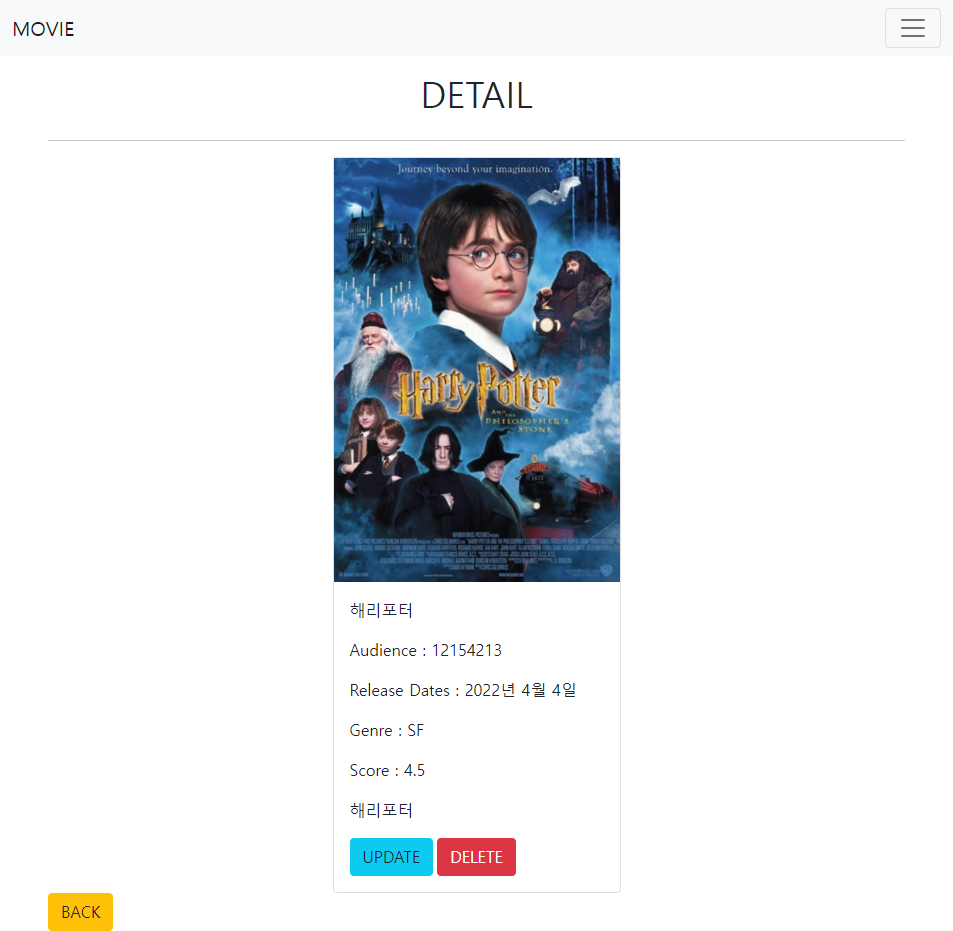 MOVIE
DETAIL
Journey beyond your imagination.
Harry Potter
AND THE
PHILOSOPHER'S
STONE
해리포터
Audience : 12154213
Release Dates : 2022년 4월 4일
Genre : SF
Score : 4.5
해리포터
UPDATE DELETE
BACK